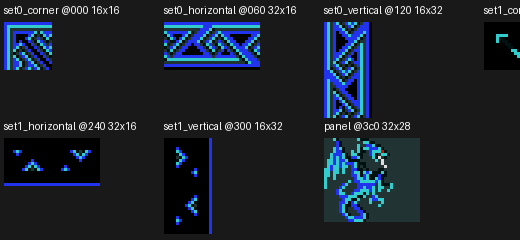 set0_corner @000 16x16
set0_horizontal @060 32x16
set0_vertical @120 16x32
set1_horizontal @240 32x16
set1_vertical @300 16x32
panel @3c0 32x28